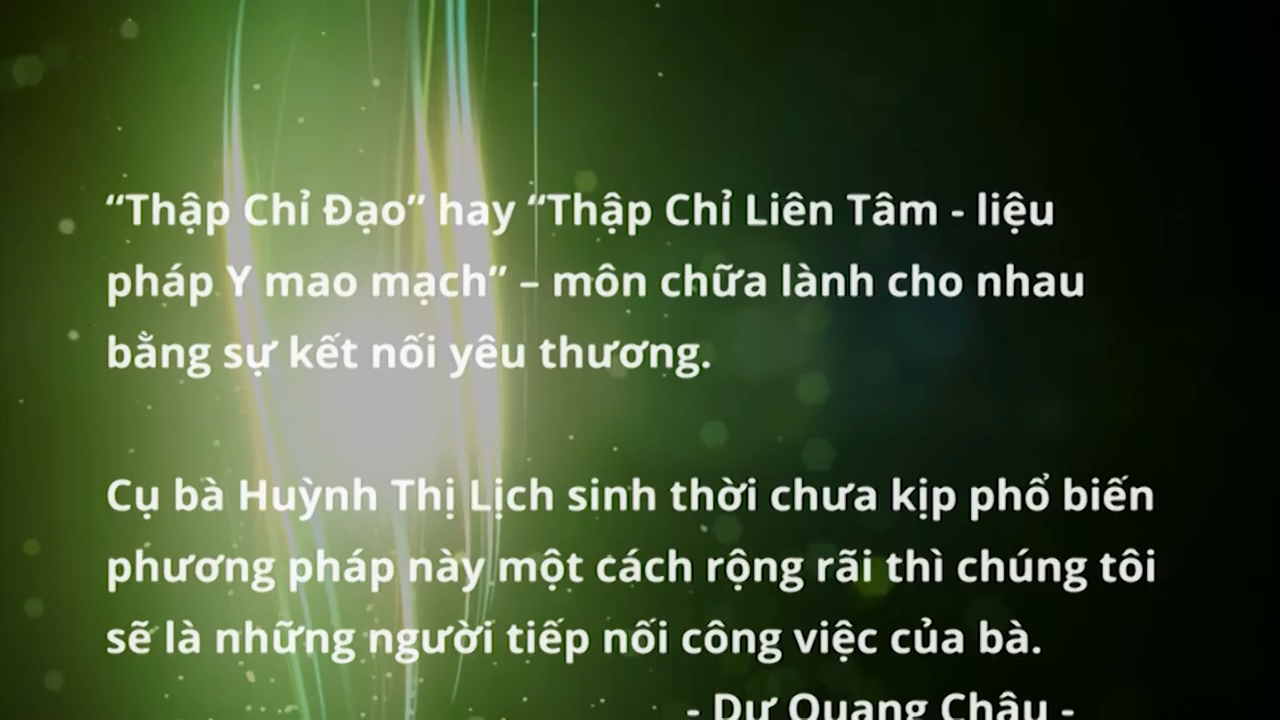 “Thập Chỉ Đạo” hay “Thập Chỉ Liên Tâm - liệu
pháp Y mao mạch” – môn chữa lành cho nhau
bằng sự kết nối yêu thương.
Cụ bà Huỳnh Thị Lịch sinh thời chưa kịp phổ biến
phương pháp này một cách rộng rãi thì chúng tôi
sẽ là những người tiếp nối công việc của bà.
- Dư Quang Châu -